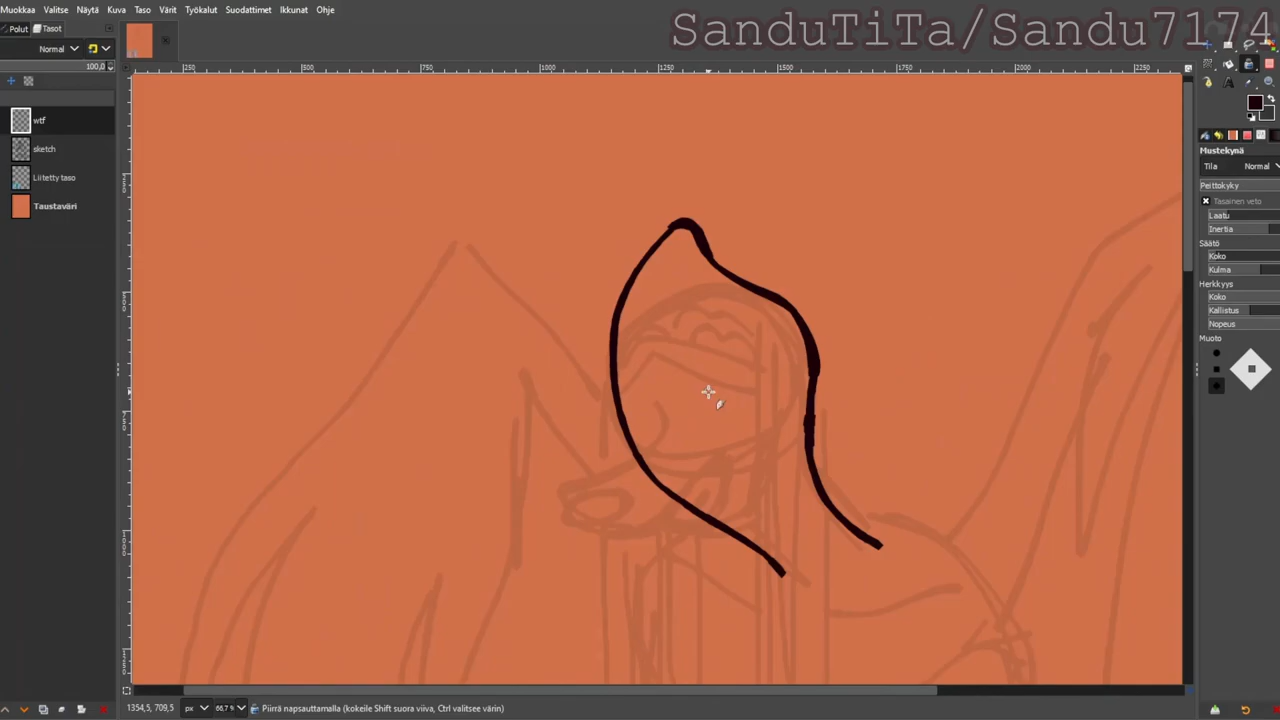 Muokkaa Valitse Näytä Kuva Taso Värit Työkalut Suodattimet Ikkunat Ohje
SanduTiTa/Sandu7174
Polut Tasot
Normal
100,0
250 500 750 1000 1250 1500 1750 2000 2250
wtf
sketch
Liitetty taso
Taustaväri
Mustekynä
Tila Normal
Peittokyky
Tasainen veto
Laatu
Inertia
Säätö
Koko
Kulma
Herkkyys
Koko
Kallistus
Nopeus
Muoto
1354,5, 709,5 px 66,7 % Piirrä napsauttamalla (kokeile Shift suora viiva, Ctrl valitsee värin)